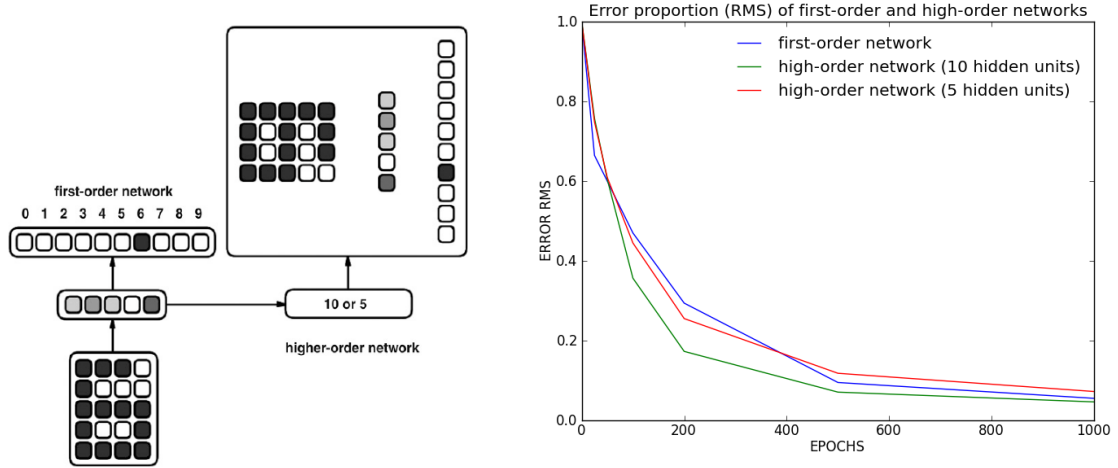 first-order network
0 1 2 3 4 5 6 7 8 9
10 or 5
higher-order network
Error proportion (RMS) of first-order and high-order networks
first-order network
high-order network (10 hidden units)
high-order network (5 hidden units)
ERROR RMS
1.0
0.8
0.6
0.4
0.2
0.0
0 200 400 600 800 1000
EPOCHS